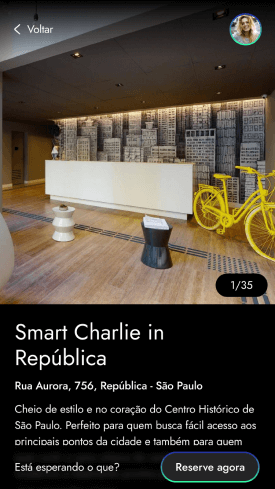 Voltar
1/35
Smart Charlie in
República
Rua Aurora, 756, República - São Paulo
Cheio de estilo e no coração do Centro Histórico de
São Paulo. Perfeito para quem busca fácil acesso aos
principais pontos da cidade e também para quem
Está esperando o que?
Reserve agora